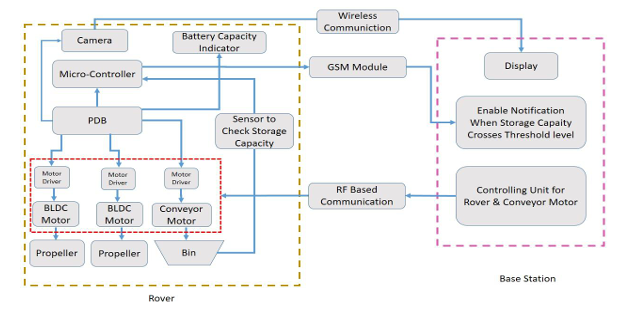 Wireless
Communiction
Camera
Battery Capacity
Indicator
Micro-Controller
GSM Module
Display
PDB
Sensor to
Check Storage
Capacity
Enable Notification
When Storage Capaity
Crosses Threshold level
Motor
Driver
Motor
Driver
Motor
Driver
BLDC
Motor
BLDC
Motor
Conveyor
Motor
RF Based
Communication
Controlling Unit for
Rover & Conveyor Motor
Propeller
Propeller
Bin
Base Station
Rover